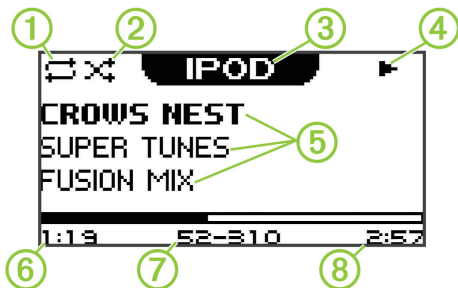 1 2 3 4
IPOD
CROWS NEST
SUPER TUNES 5
FUSION MIX
1:19 52-310 2:57
6 7 8